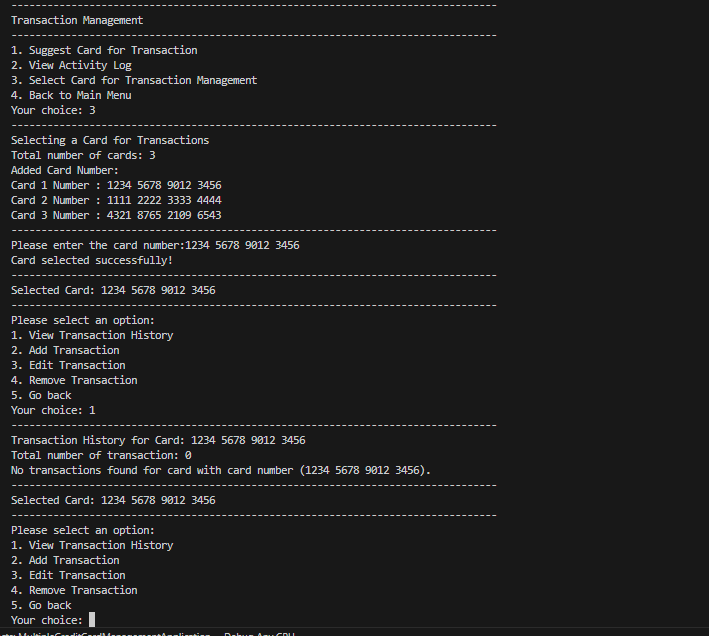 Transaction Management
1. Suggest Card for Transaction
2. View Activity Log
3. Select Card for Transaction Management
4. Back to Main Menu
Your choice: 3
Selecting a Card for Transactions
Total number of cards: 3
Added Card Number:
Card 1 Number : 1234 5678 9012 3456
Card 2 Number : 1111 2222 3333 4444
Card 3 Number : 4321 8765 2109 6543
Please enter the card number:1234 5678 9012 3456
Card selected successfully!
Selected Card: 1234 5678 9012 3456
Please select an option:
1. View Transaction History
2. Add Transaction
3. Edit Transaction
4. Remove Transaction
5. Go back
Your choice: 1
Transaction History for Card: 1234 5678 9012 3456
Total number of transaction: 0
No transactions found for card with card number (1234 5678 9012 3456).
Selected Card: 1234 5678 9012 3456
Please select an option:
1. View Transaction History
2. Add Transaction
3. Edit Transaction
4. Remove Transaction
5. Go back
Your choice:
MultipleCreditCardManagementApplication Debug Any CPU